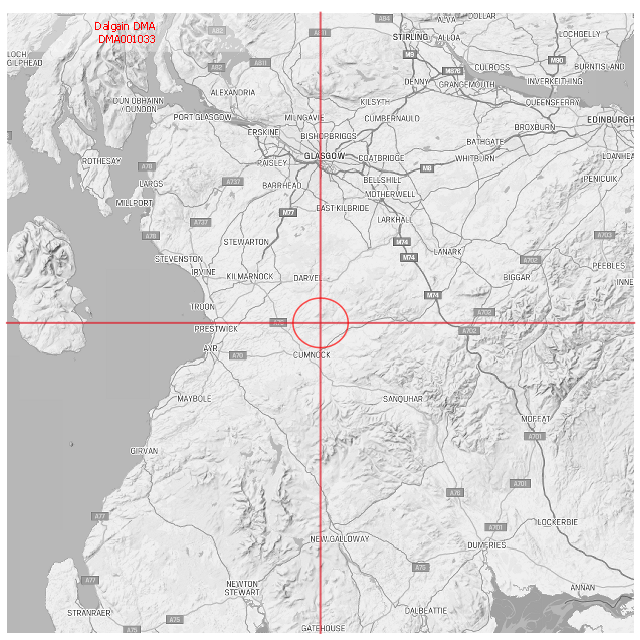 Dalgain DMA
DMA001033
DOLLAR
A84
ALVA
STIRLING
ALLOA
LOCHGELLY
A82
A811
LOCH
GILPHEAD
M9
M90
BURNTISLAND
CULROSS
A82
A811
M876
DENNY
GRANGEMOUTH
INVERKEITHING
ALEXANDRIA
DUN OBHAINN
/ DUNOON
KILSYTH
QUEENSFERRY
PORT GLASGOW
MILNGAVIE
CUMBERNAULD
BROXBURN
EDINBURGH
ERSKINE
BISHOPBRIGGS
BATHGATE
ROTHESAY
GLASGOW
COATBRIDGE
WHITBURN
LOANHEA
PAISLEY
M8
A78
BELLSHILL
PENICUIK
LARGS
A737
BARRHEAD
MOTHERWELL
MILLPORT
M77
EAST KILBRIDE
LARKHALL
A737
A78
M74
A703
STEWARTON
LANARK
STEVENSTON
M74
A702
PEEBLES
IRVINE
KILMARNOCK
DARVEL
BIGGAR
INNE
M74
TROON
A702
A76
PRESTWICK
A702
AYR
A70
CUMNOCK
MAYBOLE
SANQUHAR
MOFFAT
A701
GIRVAN
A701
A76
A77
LOCKERBIE
A701
NEW GALLOWAY
DUMFRIES
A75
A77
NEWTON
STEWART
ANNAN
STRANRAER
DALBEATTIE
A75
A75
GATEHOUSE